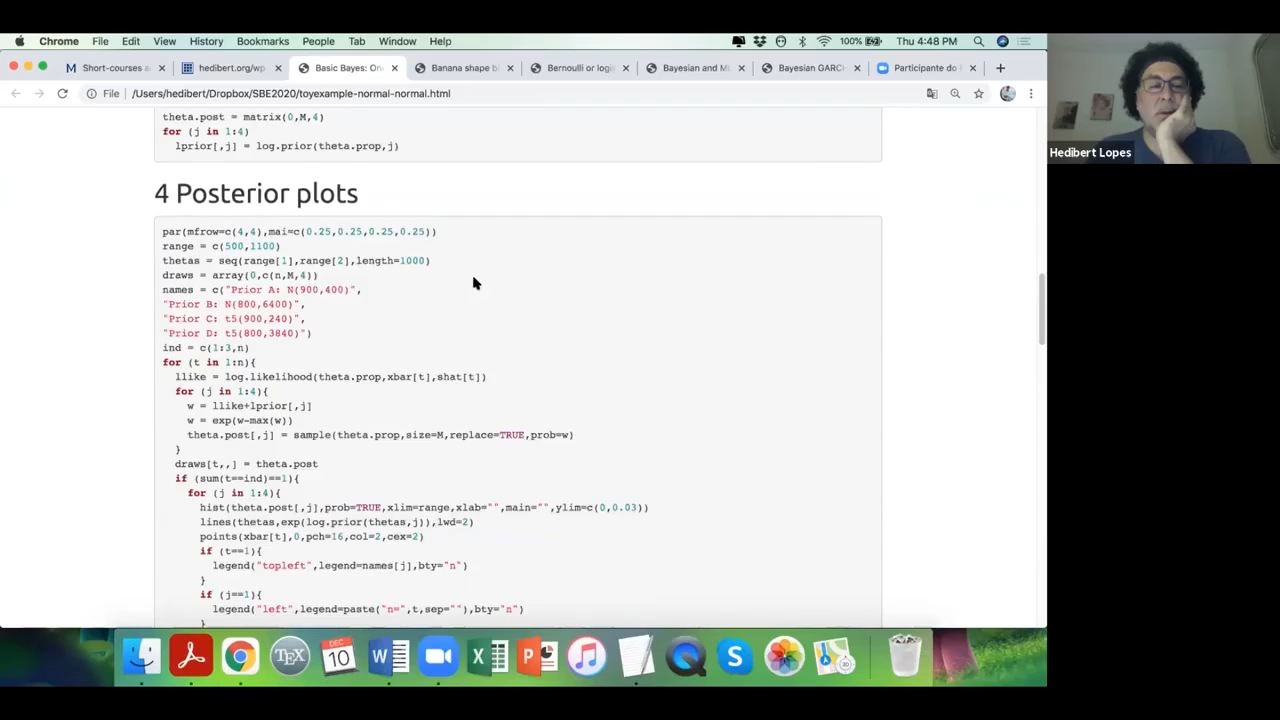 Chrome File Edit View History Bookmarks People Tab Window Help 100% Thu 4:48 PM
Short-courses a hedibert.org/wp Basic Bayes: On Banana shape b Bernoulli or logi Bayesian and M Bayesian GARC Participante do
File /Users/hedibert/Dropbox/SBE2020/toyexample-normal-normal.html
theta.post = matrix(0,M,4)
for (j in 1:4)
lprior[,j] = log.prior(theta.prop,j)
Hedibert Lopes
4 Posterior plots
par(mfrow=c(4,4),mai=c(0.25,0.25,0.25,0.25))
range = c(500,1100)
thetas = seq(range[1],range[2],length=1000)
draws = array(0,c(n,M,4))
names = c("Prior A: N(900,400)",
"Prior B: N(800,6400)",
"Prior C: t5(900,240)",
"Prior D: t5(800,3840)")
ind = c(1:3,n)
for (t in 1:n){
llike = log.likelihood(theta.prop,xbar[t],shat[t])
for (j in 1:4){
w = llike+lprior[,j]
w = exp(w-max(w))
theta.post[,j] = sample(theta.prop,size=M,replace=TRUE,prob=w)
}
draws[t,,] = theta.post
if (sum(t==ind)==1){
for (j in 1:4){
hist(theta.post[,j],prob=TRUE,xlim=range,xlab="",main="",ylim=c(0,0.03))
lines(thetas,exp(log.prior(thetas,j)),lwd=2)
points(xbar[t],0,pch=16,col=2,cex=2)
if (t==1){
legend("topleft",legend=names[j],bty="n")
}
if (j==1){
legend("left",legend=paste("n=",t,sep=""),bty="n")
}
TEX DEC 10 W X P S